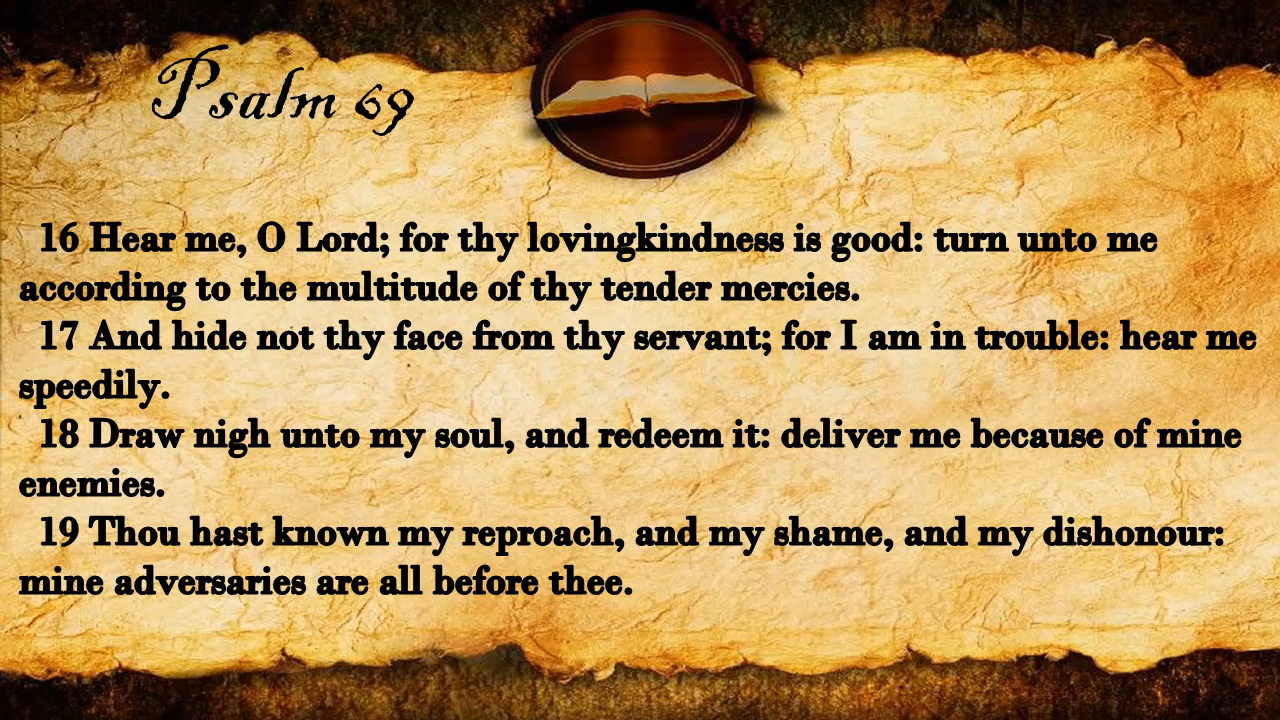 Psalm 69
16 Hear me, O Lord; for thy lovingkindness is good: turn unto me
according to the multitude of thy tender mercies.
17 And hide not thy face from thy servant; for I am in trouble: hear me
speedily.
18 Draw nigh unto my soul, and redeem it: deliver me because of mine
enemies.
19 Thou hast known my reproach, and my shame, and my dishonour:
mine adversaries are all before thee.